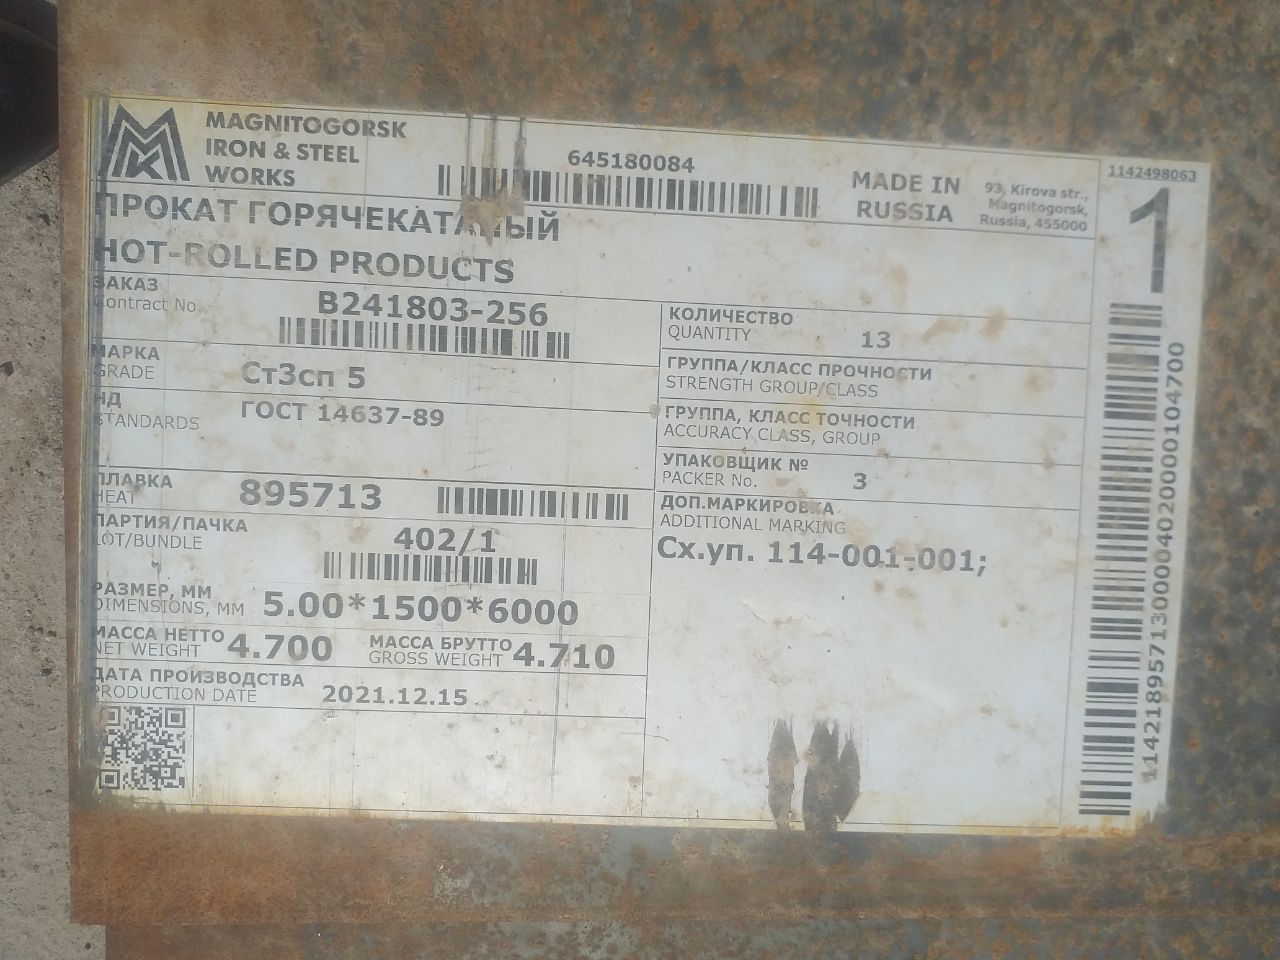 MAGNITOGORSK
IRON & STEEL
WORKS
645180084
MADE IN
RUSSIA
93, Kirova str.,
Magnitogorsk,
Russia, 455000
1142498063
1
ПРОКАТ ГОРЯЧЕКАТАНЫЙ
HOT-ROLLED PRODUCTS
ЗАКАЗ
Contract No.
B241803-256
МАРКА
GRADE
Ст3сп 5
НД
STANDARDS
ГОСТ 14637-89
ПЛАВКА
HEAT
895713
ПАРТИЯ/ПАЧКА
LOT/BUNDLE
402/1
РАЗМЕР, ММ
DIMENSIONS, MM
5.00*1500*6000
МАССА НЕТТО
NET WEIGHT
4.700
МАССА БРУТТО
GROSS WEIGHT
4.710
ДАТА ПРОИЗВОДСТВА
PRODUCTION DATE
2021.12.15
КОЛИЧЕСТВО
QUANTITY
13
ГРУППА/КЛАСС ПРОЧНОСТИ
STRENGTH GROUP/CLASS
ГРУППА, КЛАСС ТОЧНОСТИ
ACCURACY CLASS, GROUP
УПАКОВЩИК №
PACKER No.
3
ДОП.МАРКИРОВКА
ADDITIONAL MARKING
Сх.уп. 114-001-001;